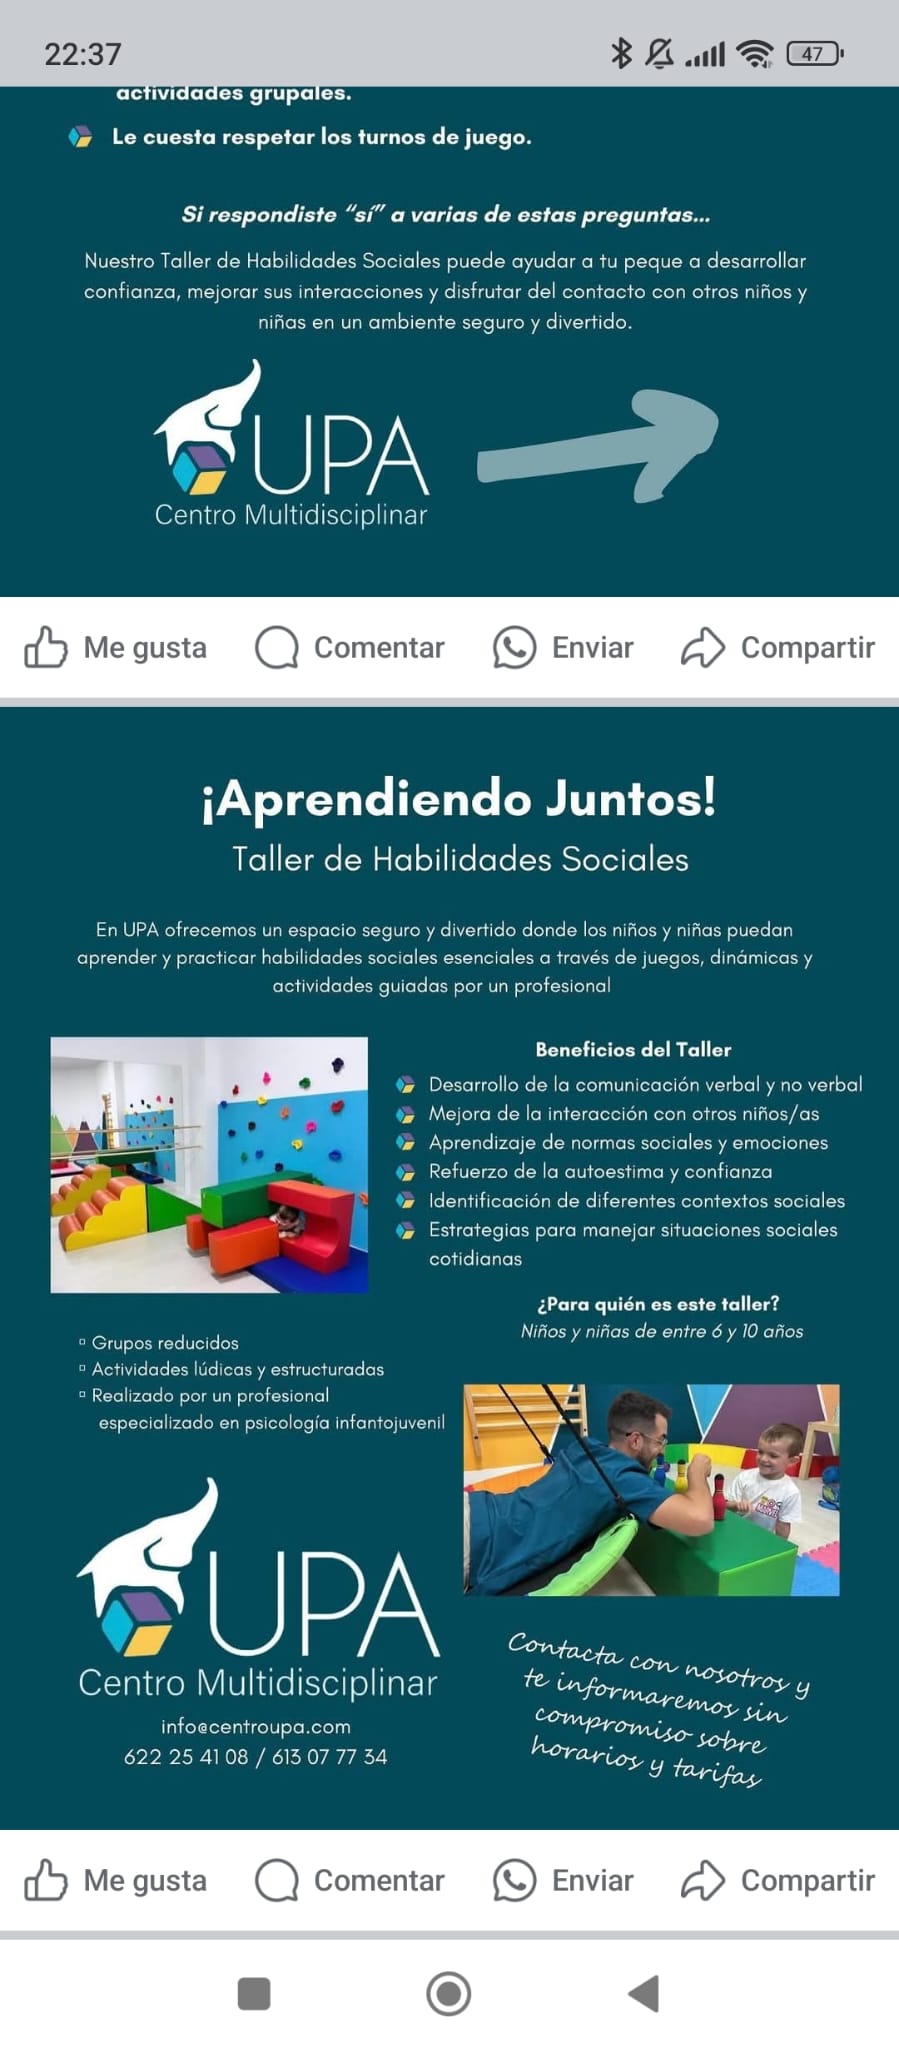 22:37
47
actividades grupales.
Le cuesta respetar los turnos de juego.
Si respondiste “sí” a varias de estas preguntas...
Nuestro Taller de Habilidades Sociales puede ayudar a tu peque a desarrollar
confianza, mejorar sus interacciones y disfrutar del contacto con otros niños y
niñas en un ambiente seguro y divertido.
UPA
Centro Multidisciplinar
Me gusta Comentar Enviar Compartir
¡Aprendiendo Juntos!
Taller de Habilidades Sociales
En UPA ofrecemos un espacio seguro y divertido donde los niños y niñas puedan
aprender y practicar habilidades sociales esenciales a través de juegos, dinámicas y
actividades guiadas por un profesional
Beneficios del Taller
Desarrollo de la comunicación verbal y no verbal
Mejora de la interacción con otros niños/as
Aprendizaje de normas sociales y emociones
Refuerzo de la autoestima y confianza
Identificación de diferentes contextos sociales
Estrategias para manejar situaciones sociales
cotidianas
¿Para quién es este taller?
Niños y niñas de entre 6 y 10 años
Grupos reducidos
Actividades lúdicas y estructuradas
Realizado por un profesional
especializado en psicología infantojuvenil
UPA
Centro Multidisciplinar
info@centroupa.com
622 25 41 08 / 613 07 77 34
Contacta con nosotros y
te informaremos sin
compromiso sobre
horarios y tarifas
Me gusta Comentar Enviar Compartir